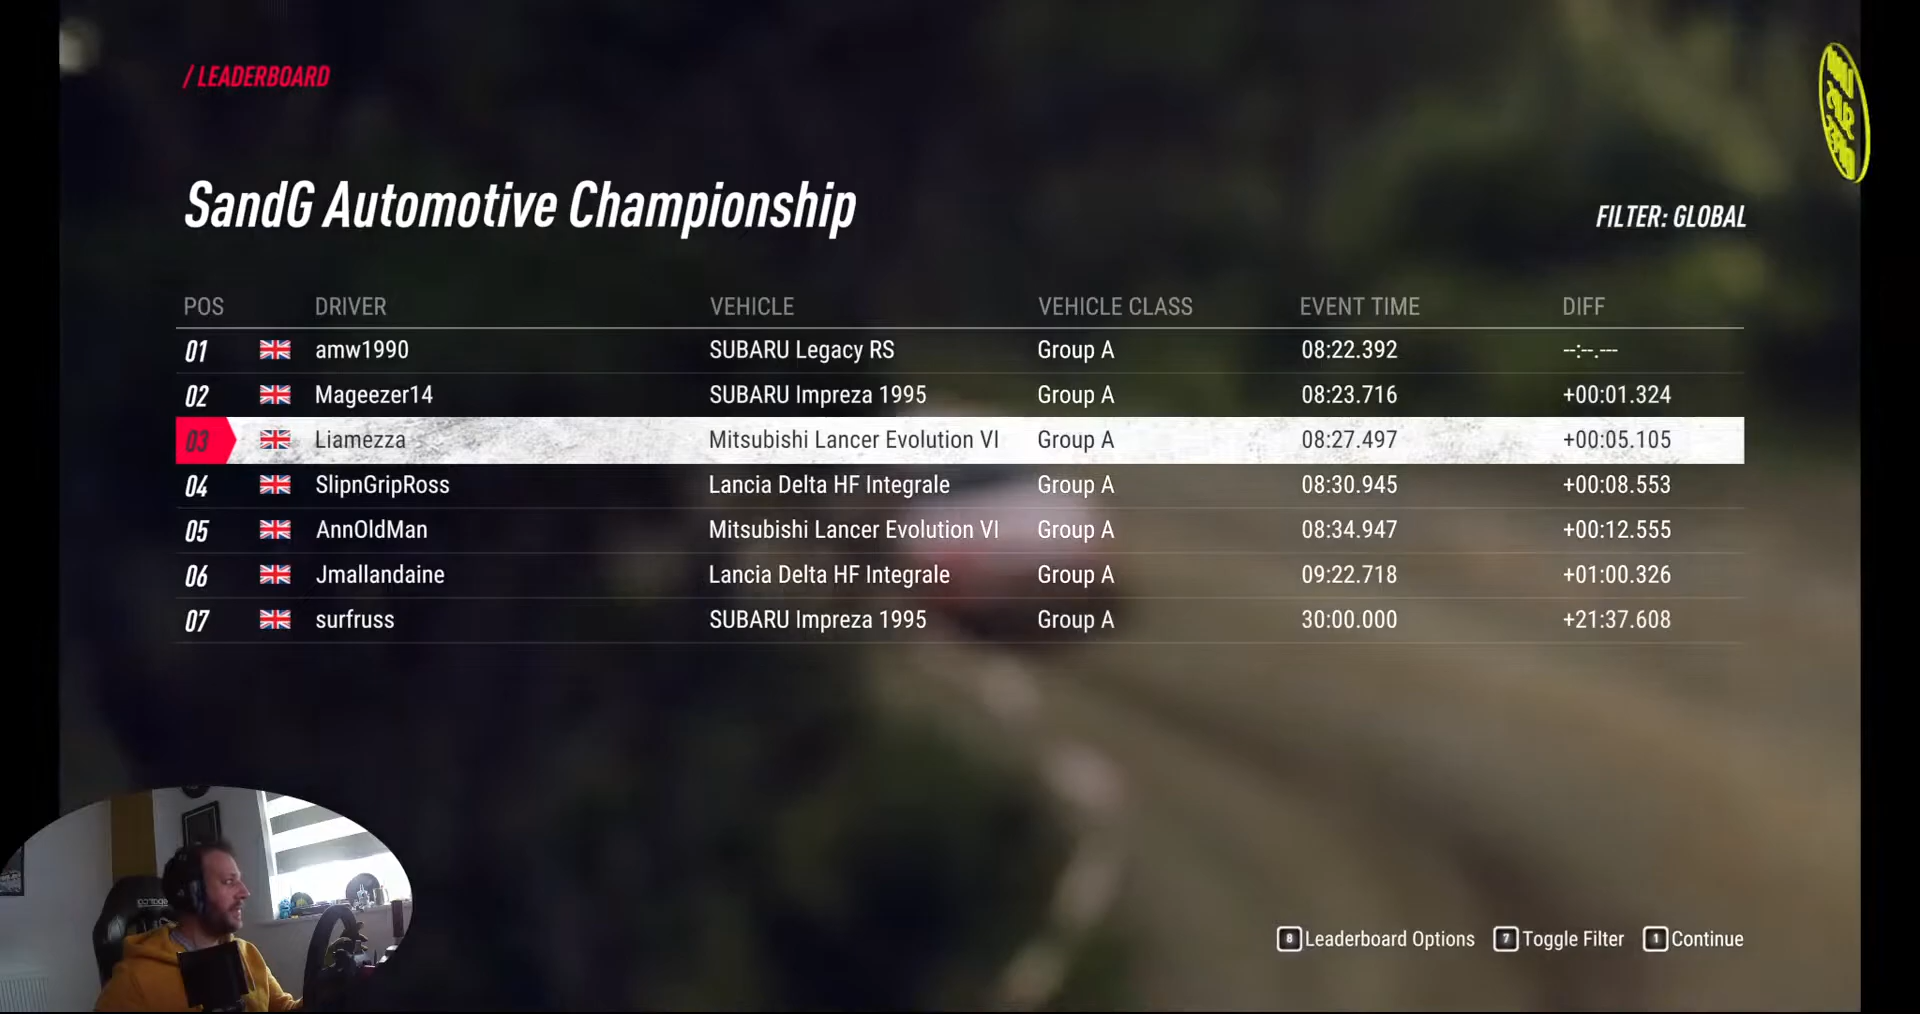 / LEADERBOARD
SandG Automotive Championship
FILTER: GLOBAL
POS DRIVER VEHICLE VEHICLE CLASS EVENT TIME DIFF
01 amw1990 SUBARU Legacy RS Group A 08:22.392 --:--.---
02 Mageezer14 SUBARU Impreza 1995 Group A 08:23.716 +00:01.324
03 Liamezza Mitsubishi Lancer Evolution VI Group A 08:27.497 +00:05.105
04 SlipnGripRoss Lancia Delta HF Integrale Group A 08:30.945 +00:08.553
05 AnnOldMan Mitsubishi Lancer Evolution VI Group A 08:34.947 +00:12.555
06 Jmallandaine Lancia Delta HF Integrale Group A 09:22.718 +01:00.326
07 surfruss SUBARU Impreza 1995 Group A 30:00.000 +21:37.608
8 Leaderboard Options 7 Toggle Filter 1 Continue